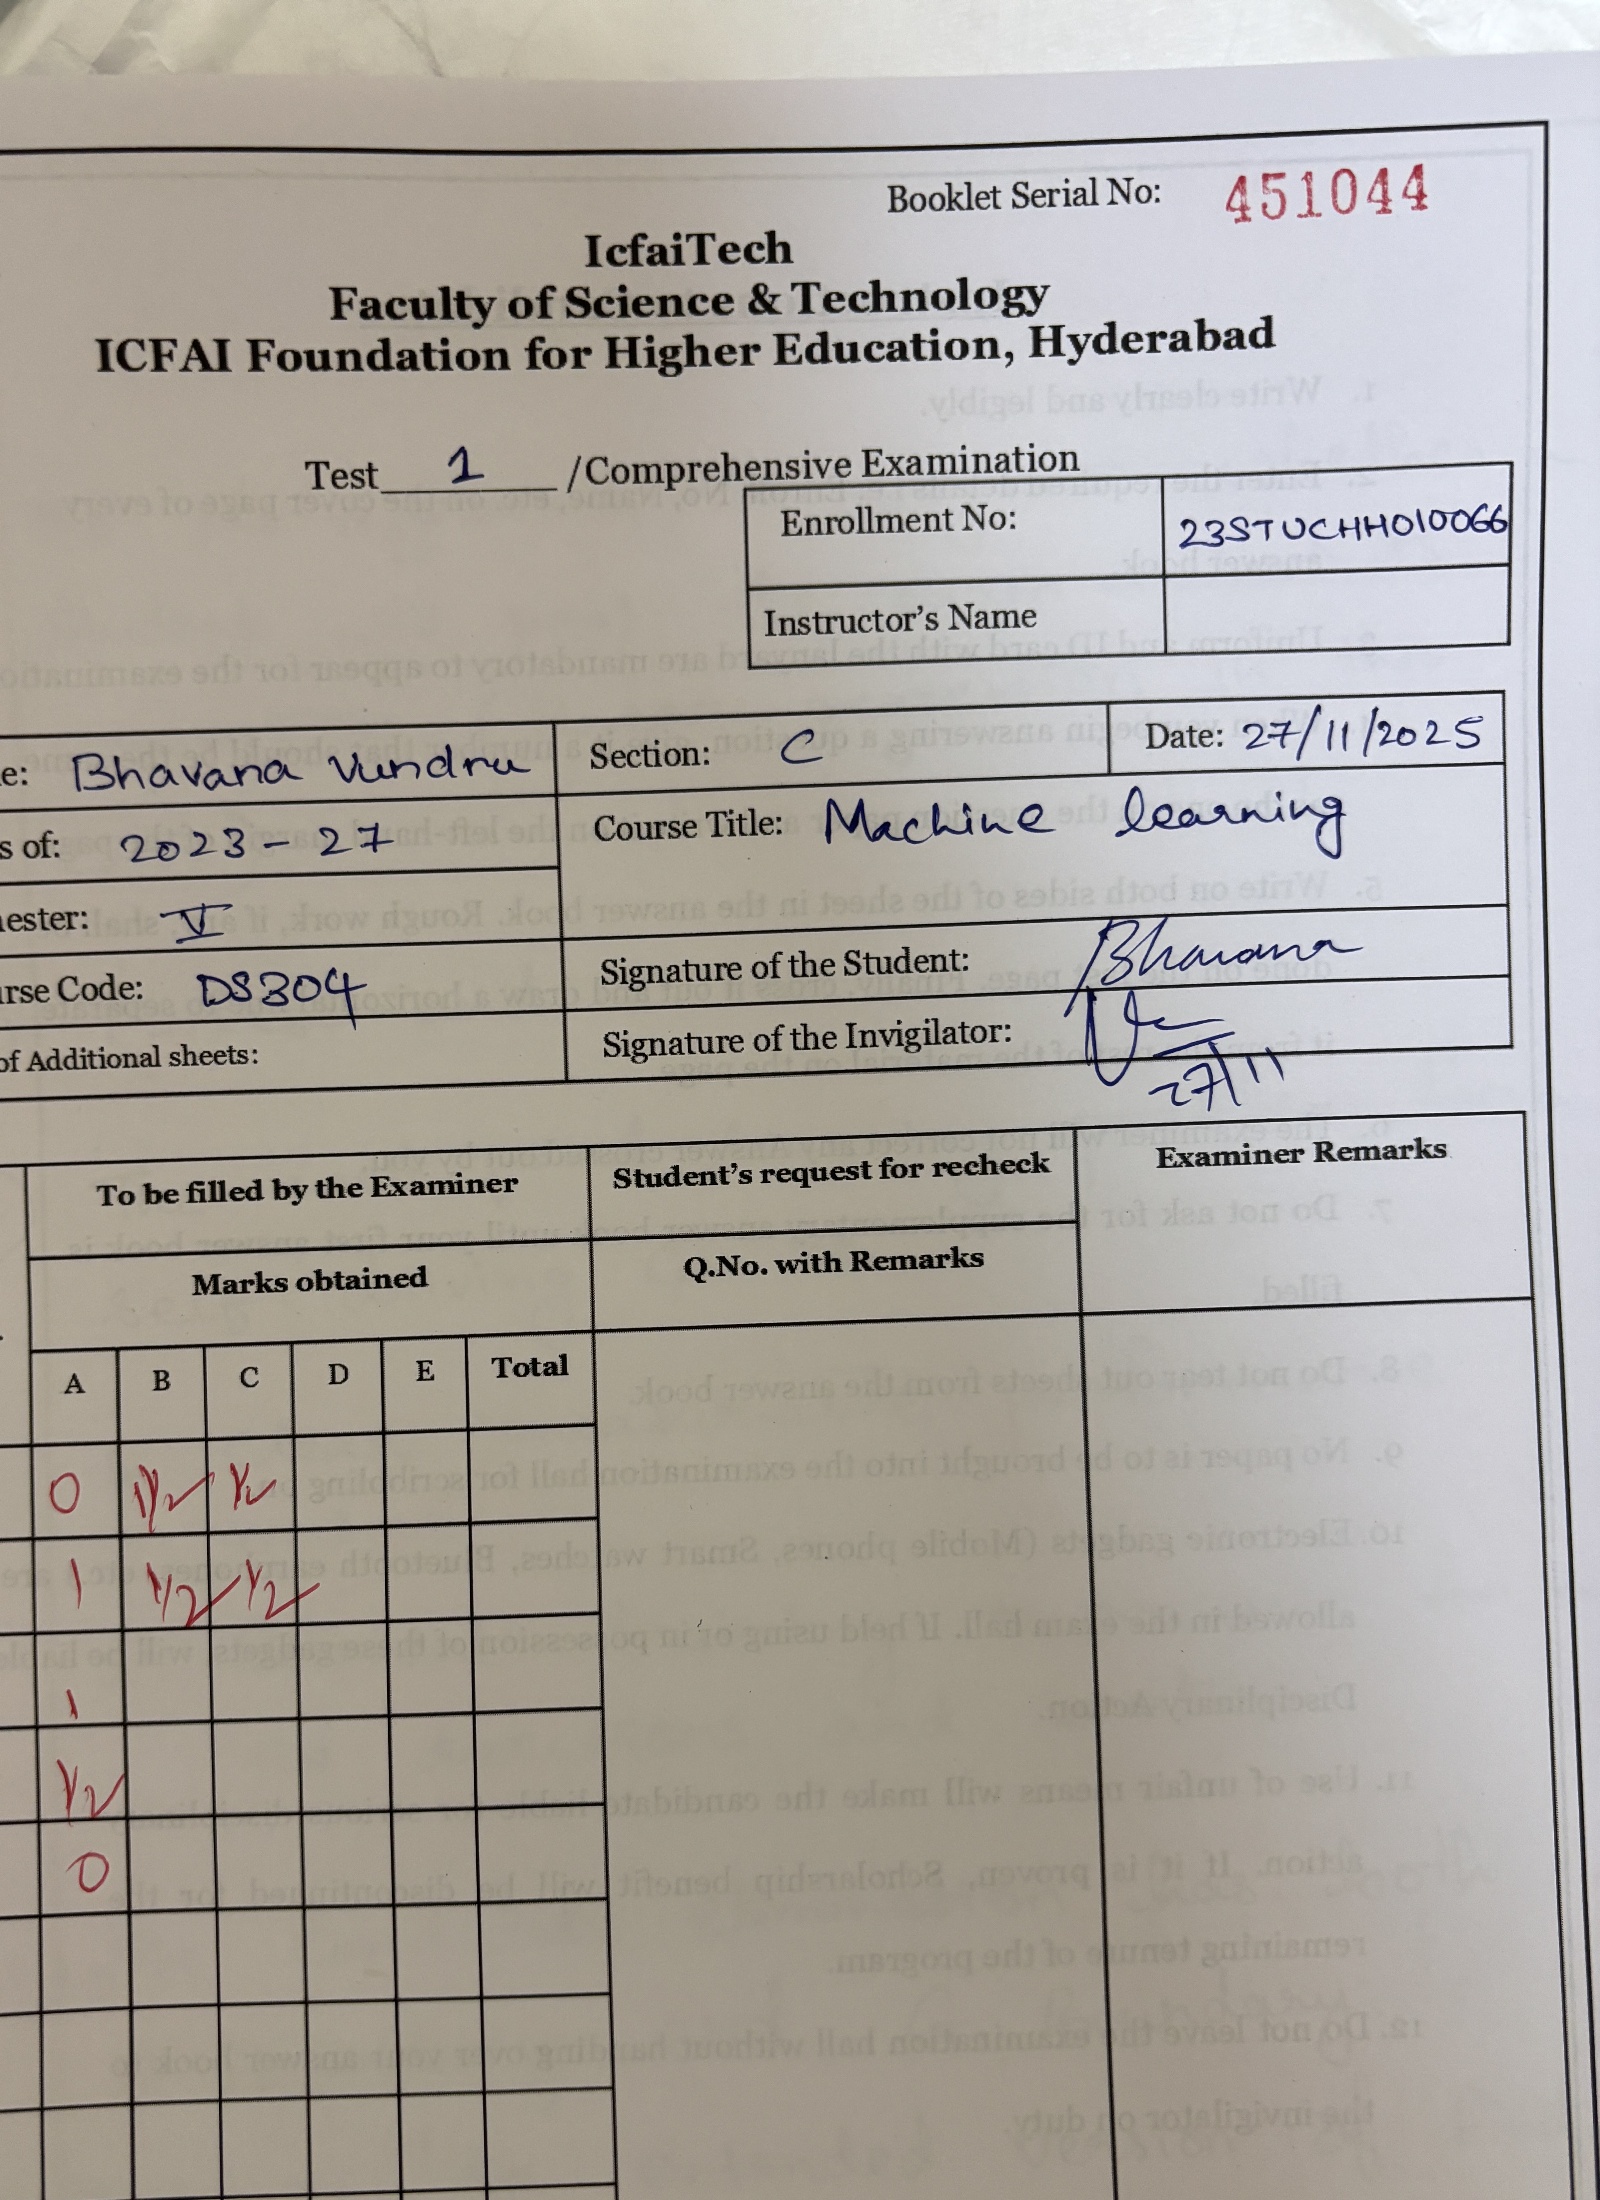 Booklet Serial No: 451044
IcfaiTech
Faculty of Science & Technology
ICFAI Foundation for Higher Education, Hyderabad
Test 1 /Comprehensive Examination
Enrollment No: 23STUCHH010066
Instructor's Name
e: Bhavana Vundru Section: C Date: 27/11/2025
s of: 2023-27 Course Title: Machine learning
ester: V
rse Code: DS304 Signature of the Student: Bhavana
of Additional sheets: Signature of the Invigilator:
27/11
To be filled by the Examiner Student's request for recheck Examiner Remarks
Marks obtained Q.No. with Remarks
A B C D E Total
0 1½ ½
1 ½ ½
1
½
0